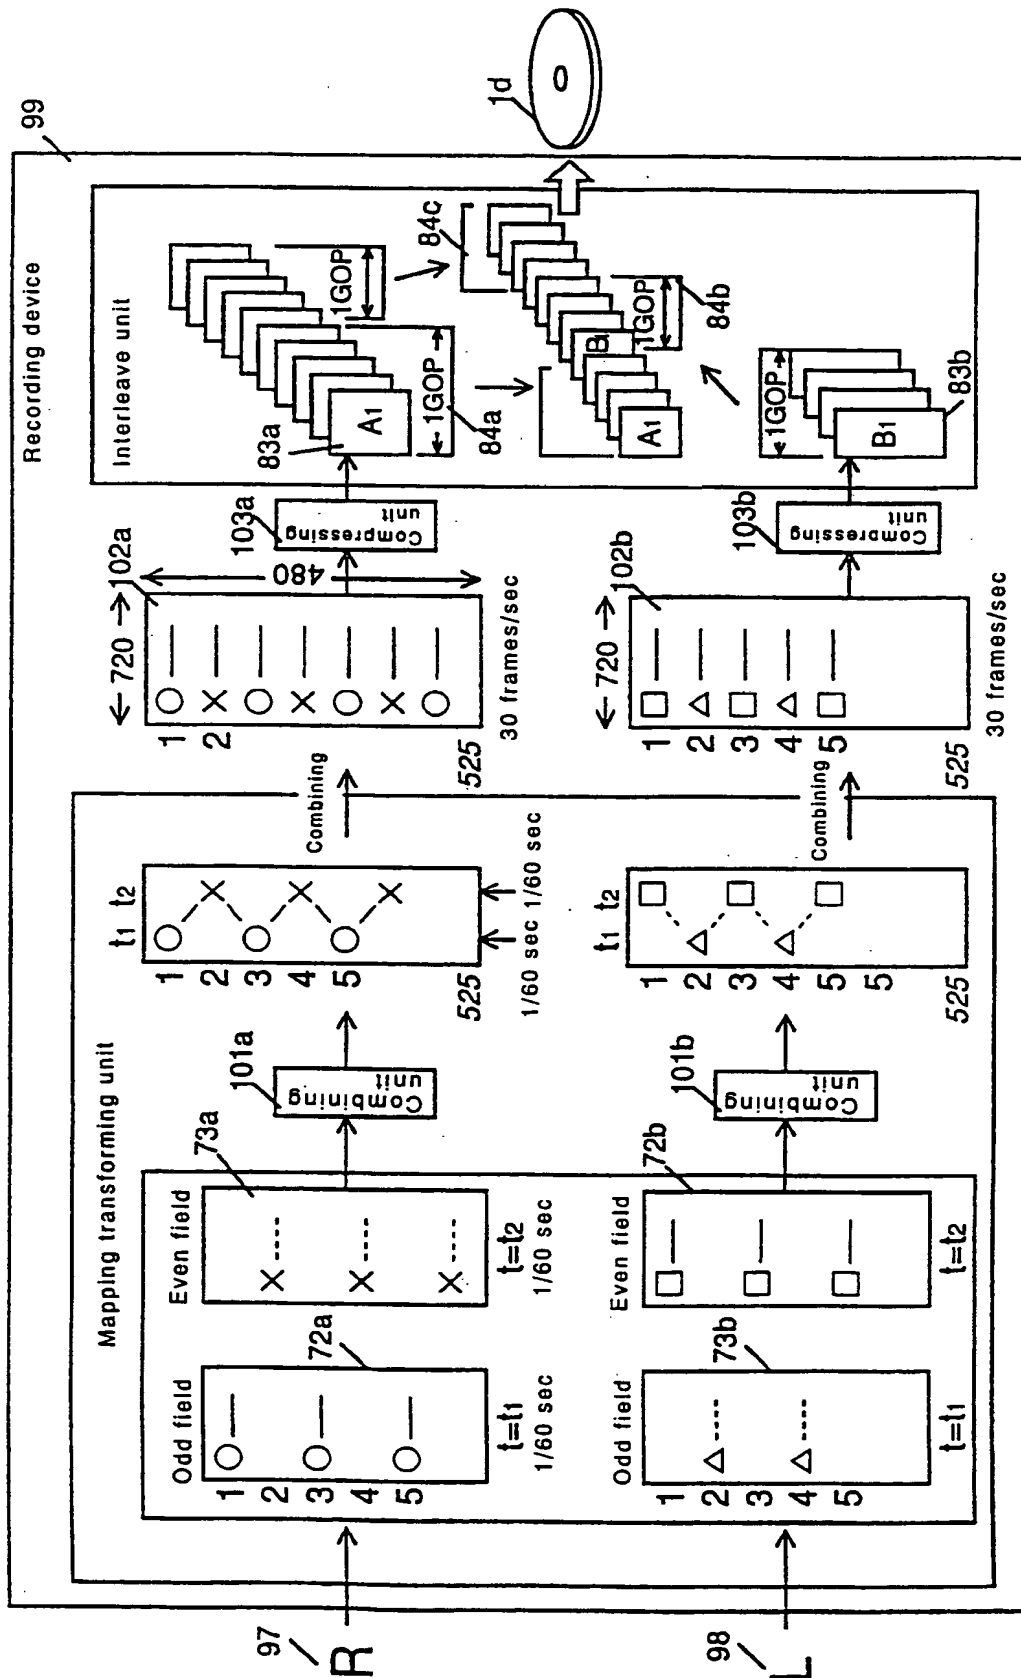 Recording device
99
Mapping transforming unit
Interleave unit
97
R
Odd field
72a
1
2
3
4
5
t=t1
1/60 sec
Even field
73a
t=t2
1/60 sec
101a
Combining unit
t1 t2
1
2
3
4
5
525
1/60 sec 1/60 sec
Combining
← 720 →
102a
1
2
480
525
30 frames/sec
103a
Compressing unit
83a
A1
1GOP
84a
1GOP
84c
A1
B1
1GOP
84b
1d
98
L
Odd field
73b
1
2
3
4
5
t=t1
Even field
72b
t=t2
101b
Combining unit
t1 t2
1
2
3
4
5
5
525
Combining
← 720 →
102b
1
2
3
4
5
525
30 frames/sec
103b
Compressing unit
1GOP
B1
83b